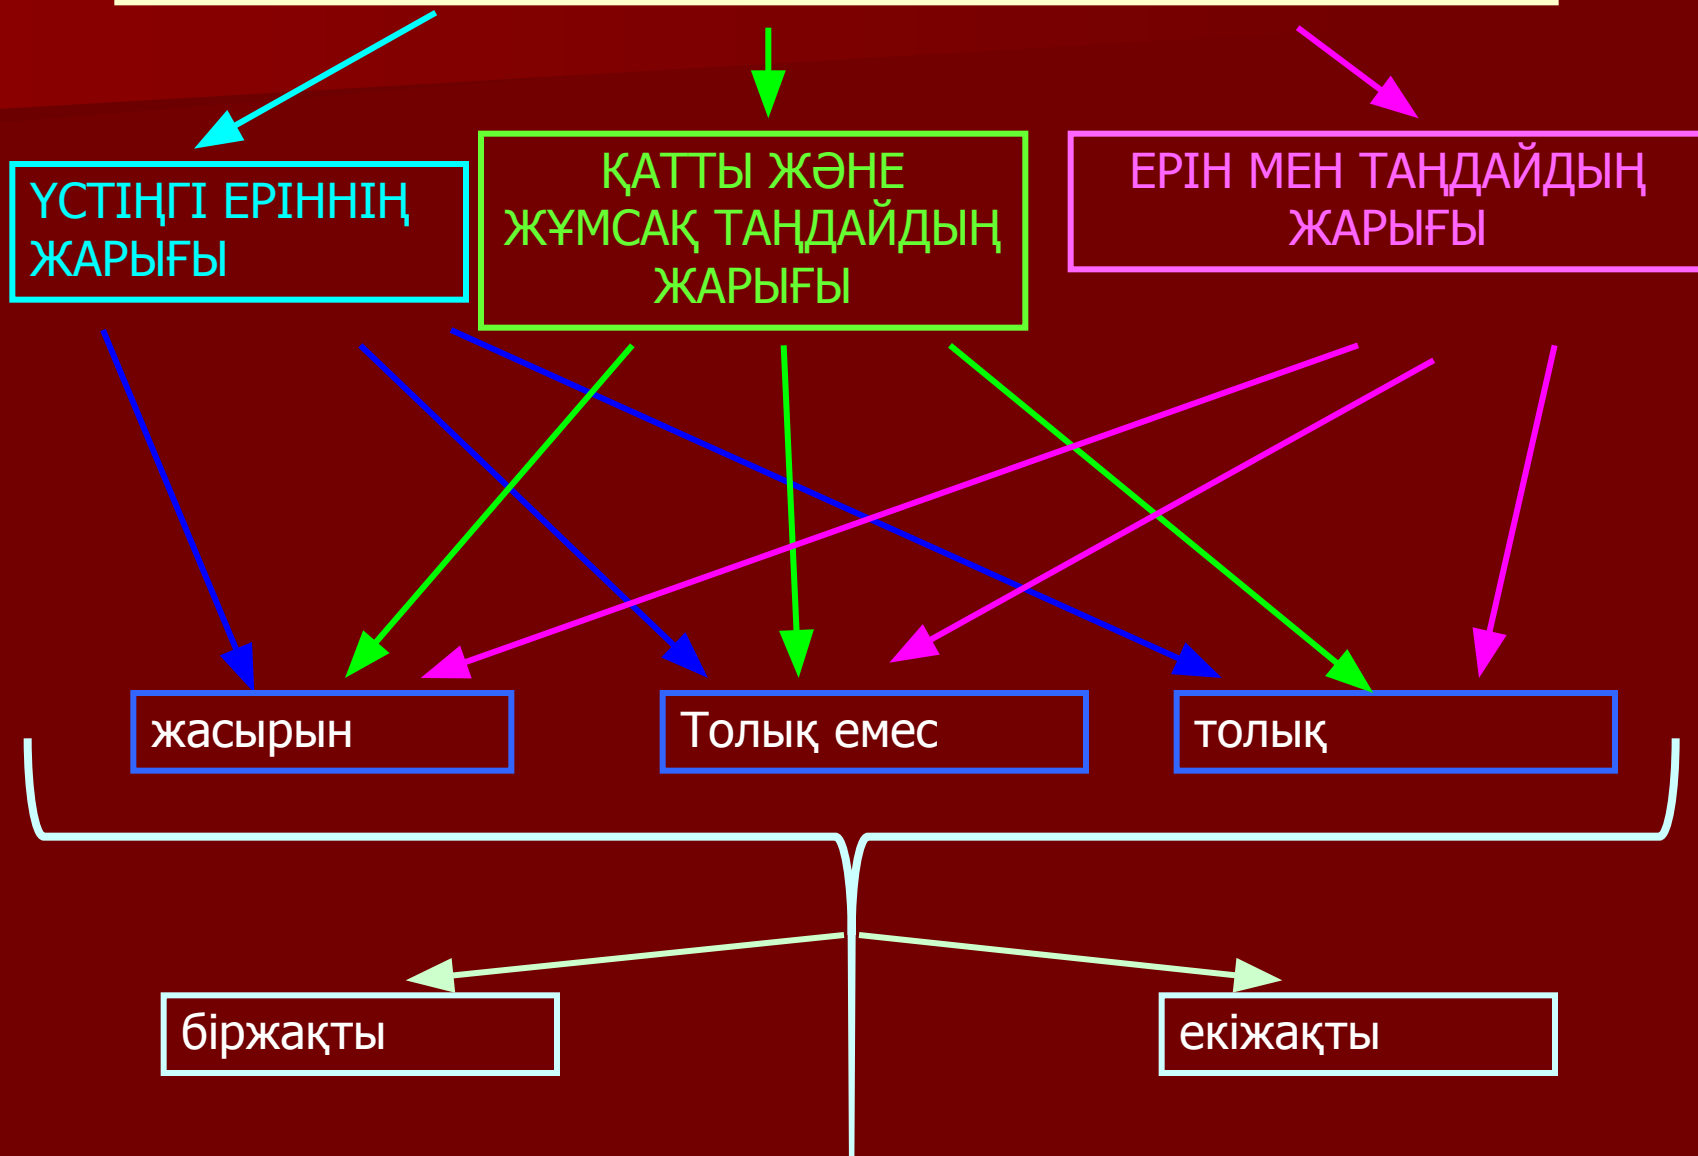 ҮСТІҢГІ ЕРІННІҢ
ЖАРЫҒЫ
ҚАТТЫ ЖӘНЕ
ЖҰМСАҚ ТАҢДАЙДЫҢ
ЖАРЫҒЫ
ЕРІН МЕН ТАҢДАЙДЫҢ
ЖАРЫҒЫ
жасырын
Толық емес
толық
біржақты
екіжақты